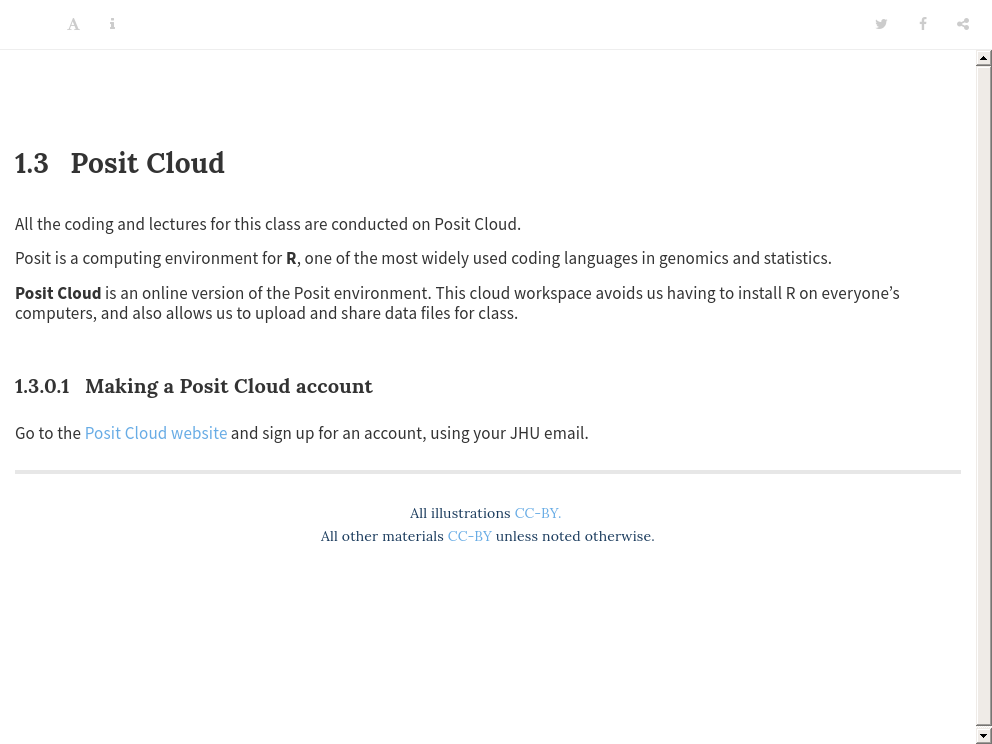 1.3 Posit Cloud
All the coding and lectures for this class are conducted on Posit Cloud.
Posit is a computing environment for R, one of the most widely used coding languages in genomics and statistics.
Posit Cloud is an online version of the Posit environment. This cloud workspace avoids us having to install R on everyone’s
computers, and also allows us to upload and share data files for class.
1.3.0.1 Making a Posit Cloud account
Go to the Posit Cloud website and sign up for an account, using your JHU email.
All illustrations CC-BY.
All other materials CC-BY unless noted otherwise.